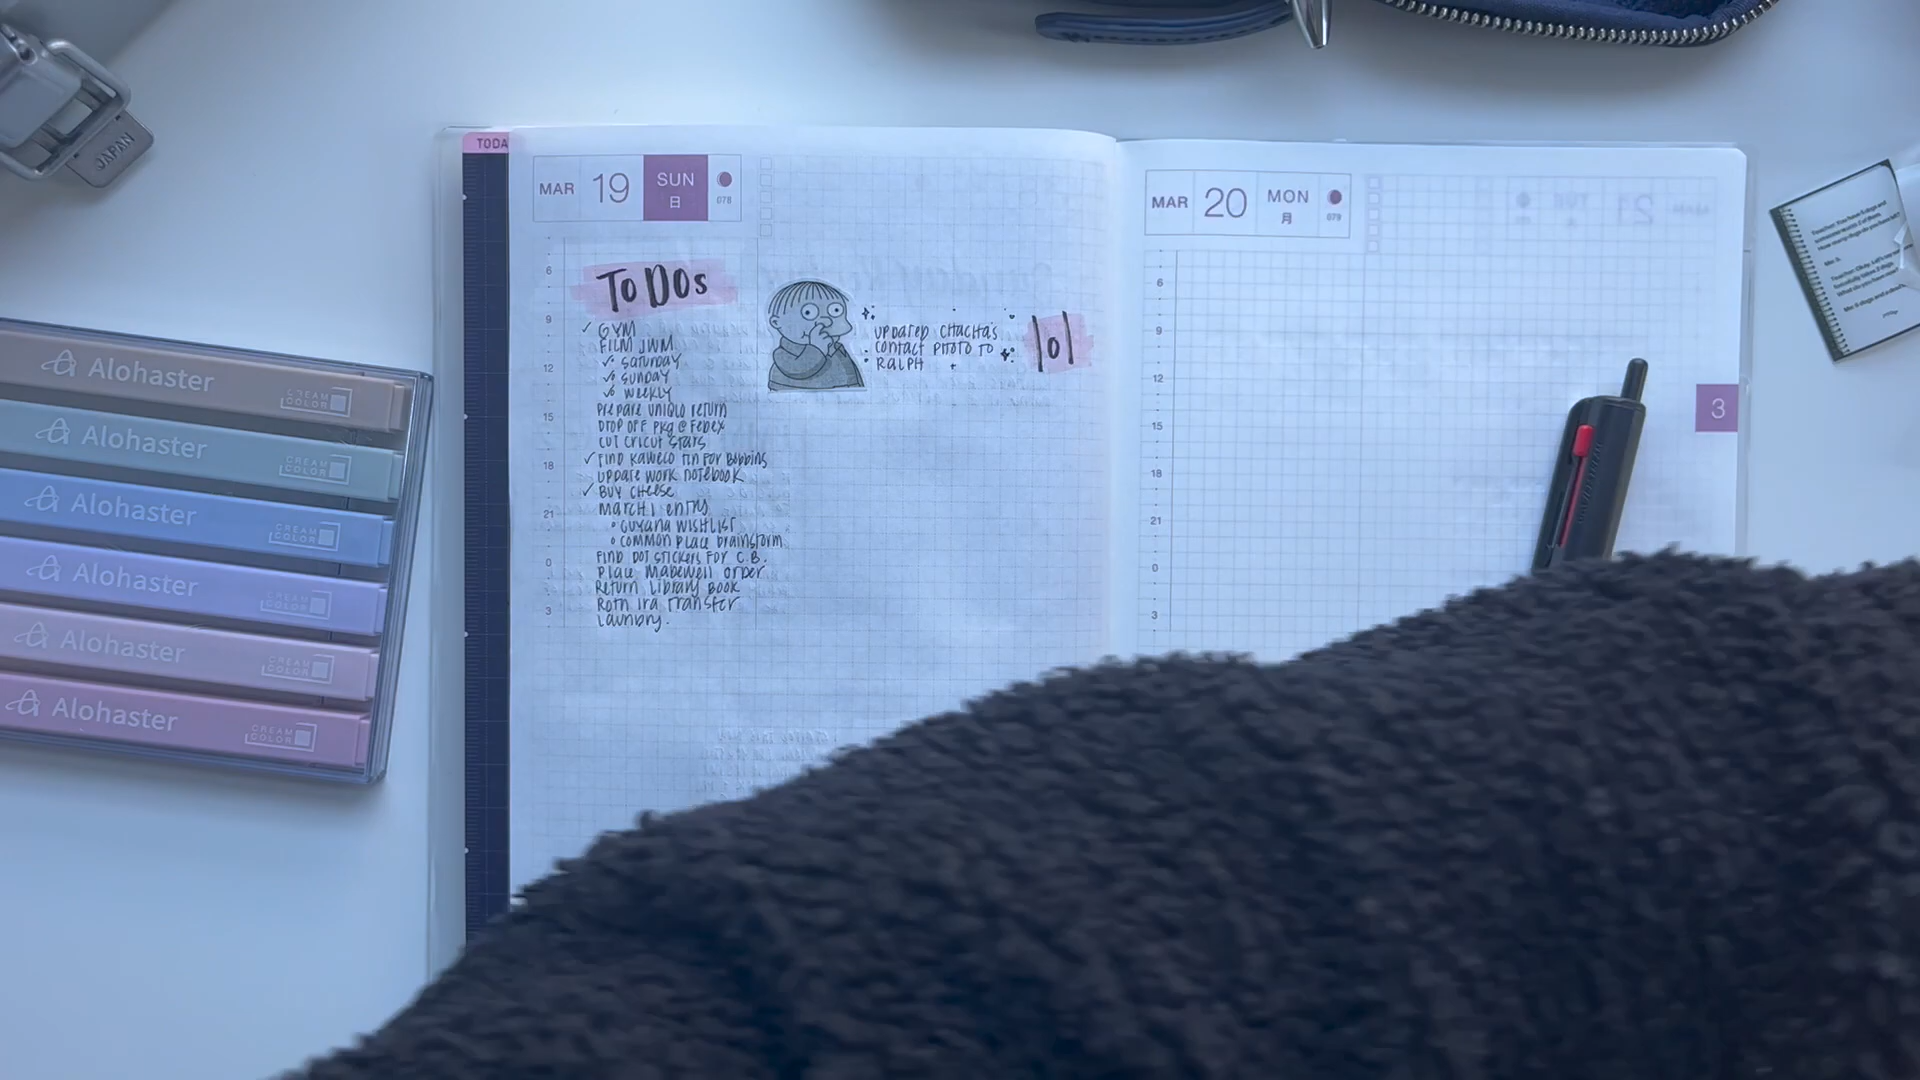 JAPAN
TODA
MAR 19 SUN 日 078
To DOs
✓ GYM
FILM JWM
✓ SATURDAY
✓ SUNDAY
✓ WEEKLY
PREPARE UNIQLO RETURN
DROP OFF PKG @ FEDEX
CUT CRICUT STARS
✓ FIND KAWECO TIN FOR BOBBINS
UPDATE WORK NOTEBOOK
✓ BUY CHEESE
MARCH 1 ENTRY
• CUYANA WISHLIST
• COMMON PLACE BRAINSTORM
FIND DOT STICKERS FOR C.B.
PLACE MADEWELL ORDER
RETURN LIBRARY BOOK
ROTH IRA TRANSFER
LAUNDRY.
6
9
12
15
18
21
0
3
UPDATED CHACHA'S
CONTACT PHOTO TO
RALPH
lol
MAR 20 MON 月 079
6
9
12
15
18
21
0
3
3
Alohaster CREAM COLOR
Alohaster CREAM COLOR
Alohaster CREAM COLOR
Alohaster CREAM COLOR
Alohaster CREAM COLOR
Alohaster CREAM COLOR